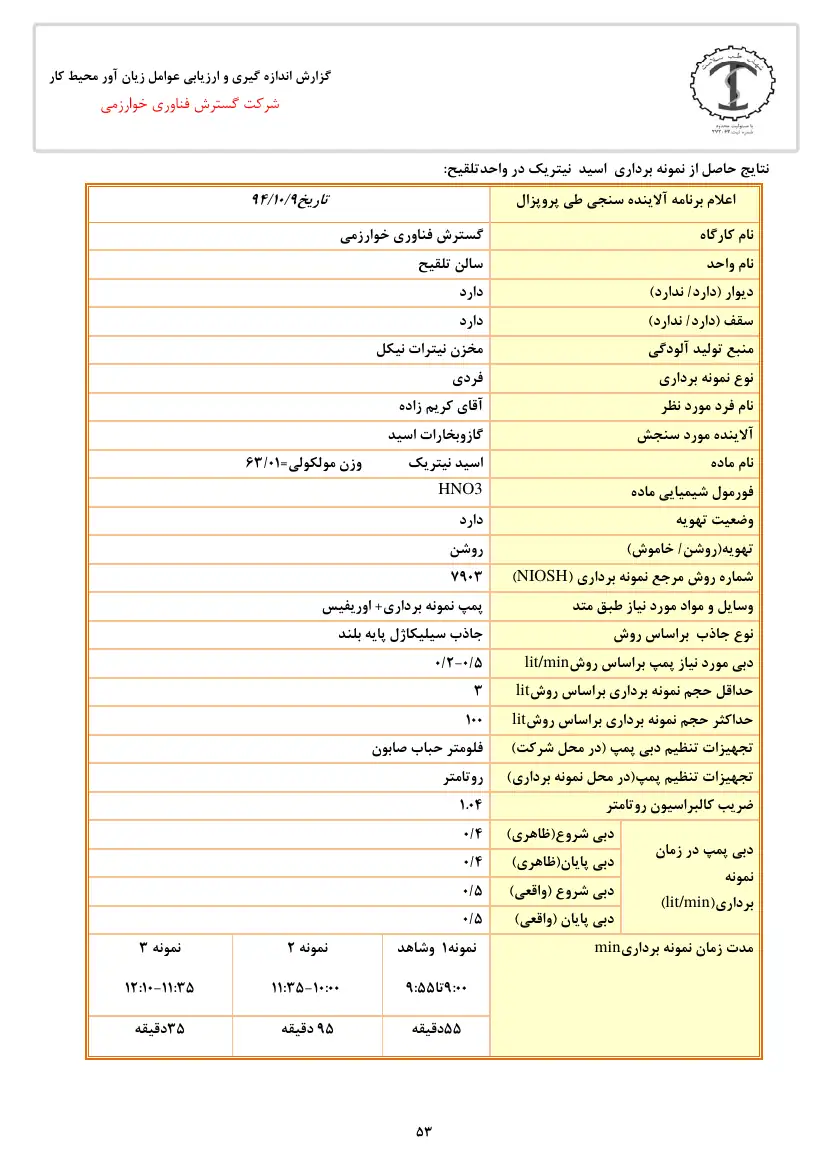 گزارش اندازه گیری و ارزیابی عوامل زیان آور محیط کار
شرکت گسترش فناوری خوارزمی
شهاب طب سلامت
با مسئولیت محدود
نتایج حاصل از نمونه برداری اسید نیتریک در واحدتلقیح:
اعلام برنامه آلاینده سنجی طی پروپزال تاریخ۹۴/۱۰/۹
نام کارگاه گسترش فناوری خوارزمی
نام واحد سالن تلقیح
دیوار (دارد/ ندارد) دارد
سقف (دارد/ ندارد) دارد
منبع تولید آلودگی مخزن نیترات نیکل
نوع نمونه برداری فردی
نام فرد مورد نظر آقای کریم زاده
آلاینده مورد سنجش گازوبخارات اسید
نام ماده اسید نیتریک وزن مولکولی=۶۳/۰۱
فورمول شیمیایی ماده HNO3
وضعیت تهویه دارد
تهویه(روشن/ خاموش) روشن
شماره روش مرجع نمونه برداری (NIOSH) ۷۹۰۳
وسایل و مواد مورد نیاز طبق متد پمپ نمونه برداری+ اوریفیس
نوع جاذب براساس روش جاذب سیلیکاژل پایه بلند
دبی مورد نیاز پمپ براساس روشlit/min ۰/۲-۰/۵
حداقل حجم نمونه برداری براساس روشlit ۳
حداکثر حجم نمونه برداری براساس روشlit ۱۰۰
تجهیزات تنظیم دبی پمپ (در محل شرکت) فلومتر حباب صابون
تجهیزات تنظیم پمپ(در محل نمونه برداری) روتامتر
ضریب کالبراسیون روتامتر ۱.۰۴
دبی پمپ در زمان
نمونه
برداری(lit/min)
دبی شروع(ظاهری) ۰/۴
دبی پایان(ظاهری) ۰/۴
دبی شروع (واقعی) ۰/۵
دبی پایان (واقعی) ۰/۵
مدت زمان نمونه برداریmin نمونه۱ وشاهد نمونه ۲ نمونه ۳
۹:۰۰تا۹:۵۵ ۱۰:۰۰-۱۱:۳۵ ۱۱:۳۵-۱۲:۱۰
۵۵دقیقه ۹۵ دقیقه ۳۵دقیقه
۵۳